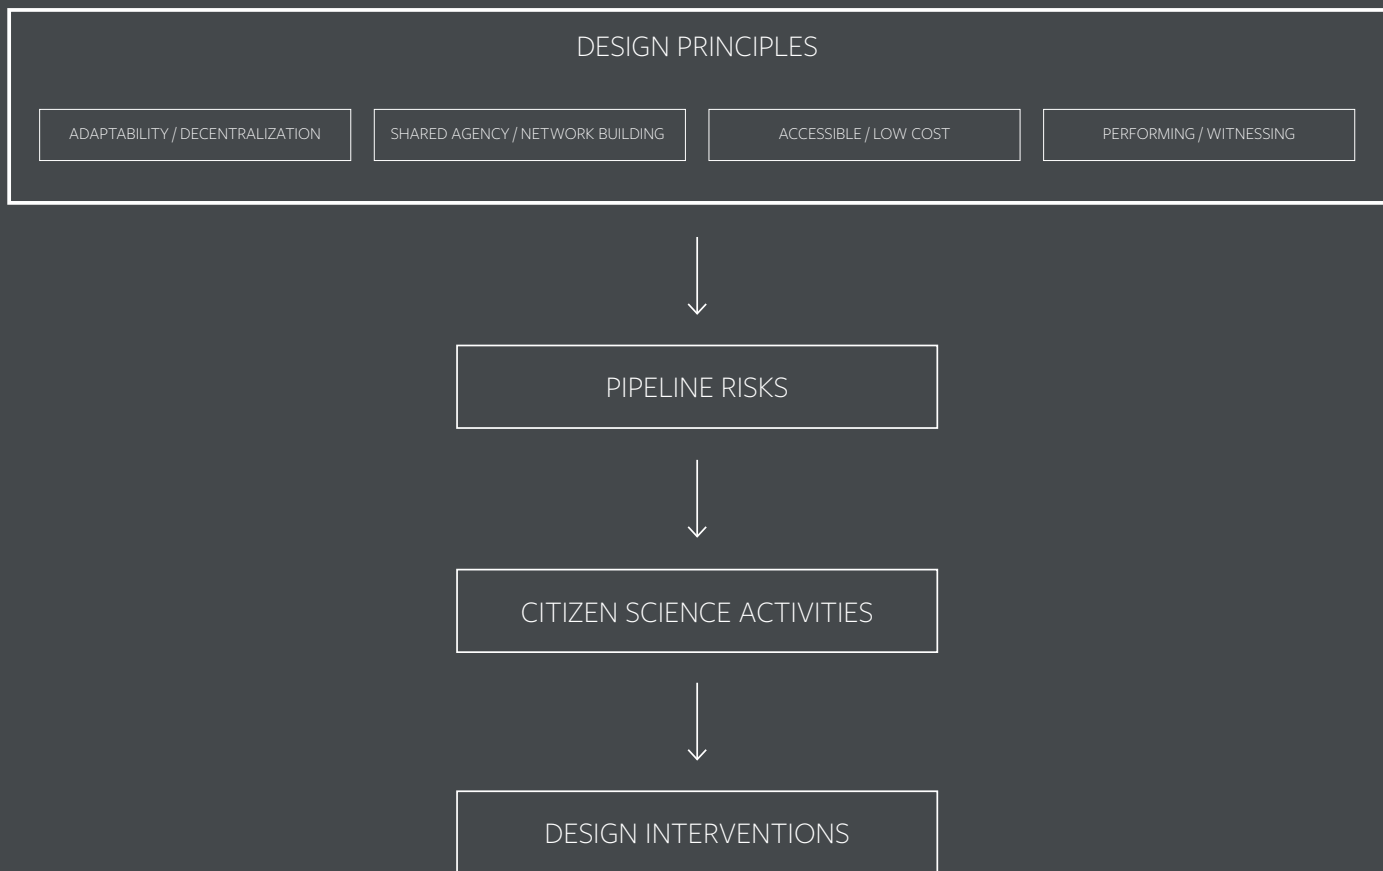 DESIGN PRINCIPLES
ADAPTABILITY / DECENTRALIZATION
SHARED AGENCY / NETWORK BUILDING
ACCESSIBLE / LOW COST
PERFORMING / WITNESSING
PIPELINE RISKS
CITIZEN SCIENCE ACTIVITIES
DESIGN INTERVENTIONS